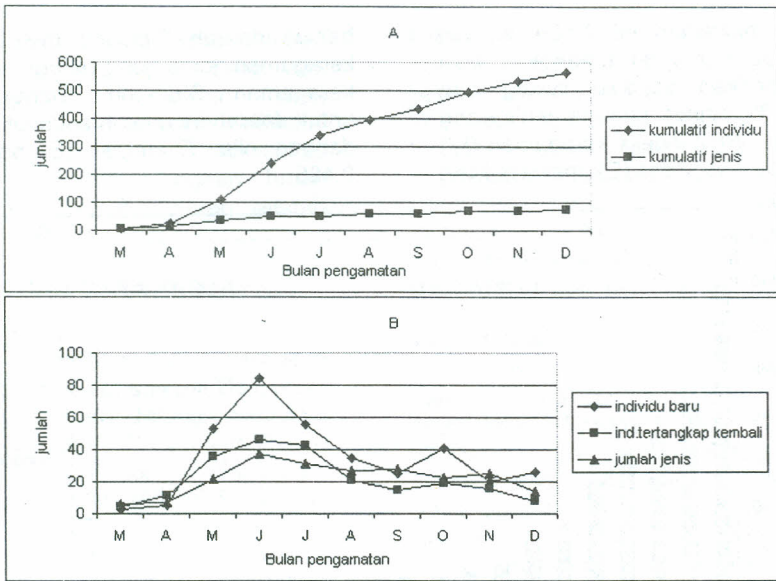 A
600
500
400
300
200
100
0
jumlah
M A M J J A S O N D
Bulan pengamatan
kumulatif individu
kumulatif jenis
B
100
80
60
40
20
0
jumlah
M A M J J A S O N D
Bulan pengamatan
individu baru
ind.tertangkap kembali
jumlah jenis